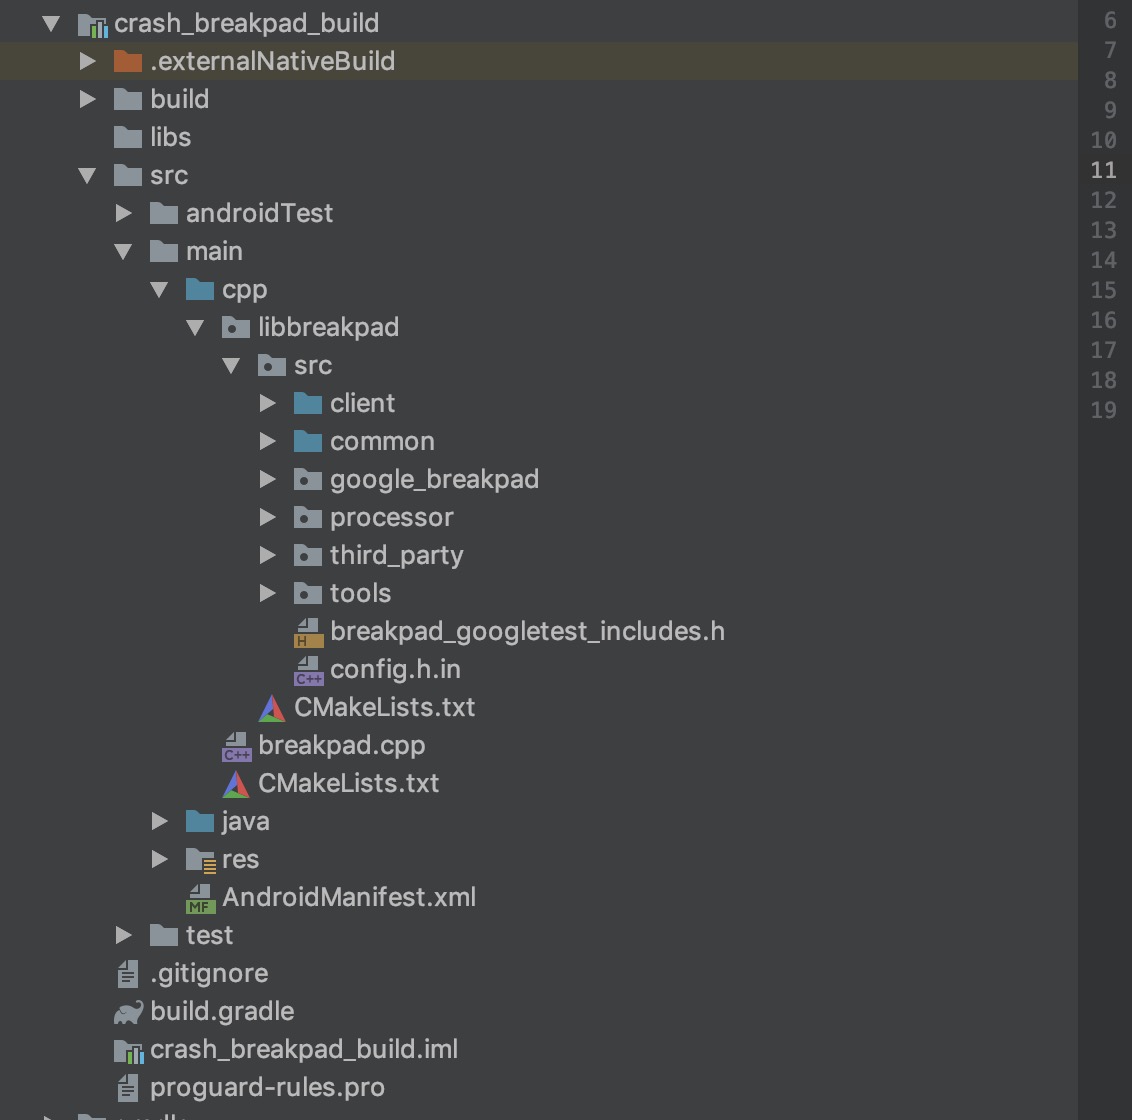 crash_breakpad_build
.externalNativeBuild
build
libs
src
androidTest
main
cpp
libbreakpad
src
client
common
google_breakpad
processor
third_party
tools
H breakpad_googletest_includes.h
C++ config.h.in
CMakeLists.txt
C++ breakpad.cpp
CMakeLists.txt
java
res
MF AndroidManifest.xml
test
.gitignore
build.gradle
crash_breakpad_build.iml
proguard-rules.pro
6
7
8
9
10
11
12
13
14
15
16
17
18
19